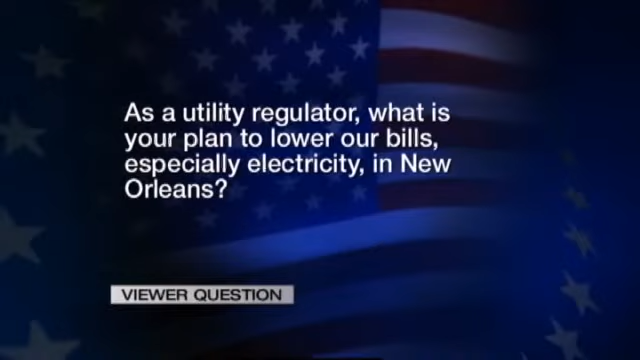 As a utility regulator, what is
your plan to lower our bills,
especially electricity, in New
Orleans?
VIEWER QUESTION